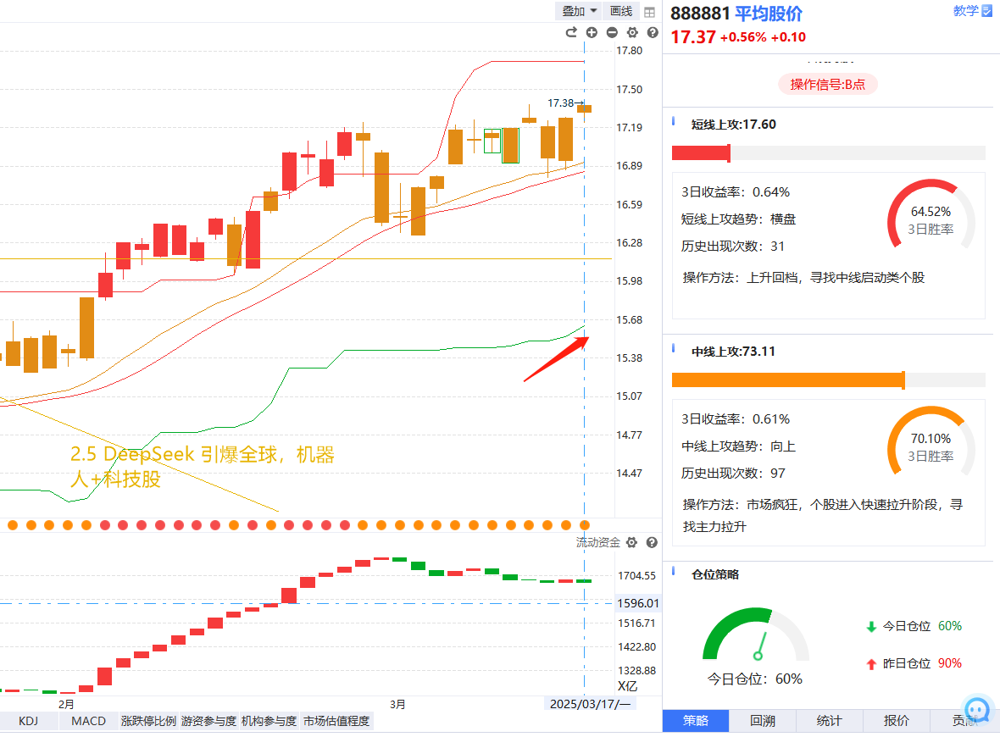 叠加
画线
17.80
17.50
17.19
16.89
16.59
16.28
15.98
15.68
15.38
15.07
14.77
14.47
17.38→
2.5 DeepSeek 引爆全球，机器
人+科技股
流动资金
1704.55
1596.01
1516.71
1422.80
1328.88
X亿
2月
3月
2025/03/17/一
KDJ MACD 涨跌停比例 游资参与度 机构参与度 市场估值程度
888881 平均股价
教学
17.37 +0.56% +0.10
操作信号:B点
短线上攻:17.60
3日收益率：0.64%
短线上攻趋势：横盘
历史出现次数：31
64.52%
3日胜率
操作方法：上升回档，寻找中线启动类个股
中线上攻:73.11
3日收益率：0.61%
中线上攻趋势：向上
历史出现次数：97
70.10%
3日胜率
操作方法：市场疯狂，个股进入快速拉升阶段，寻
找主力拉升
仓位策略
今日仓位：60%
今日仓位 60%
昨日仓位 90%
策略 回溯 统计 报价